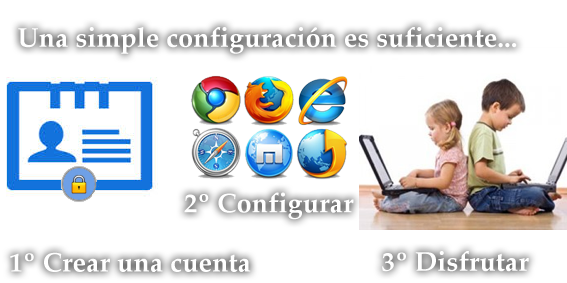 Una simple configuración es suficiente...
2º Configurar
1º Crear una cuenta
3º Disfrutar